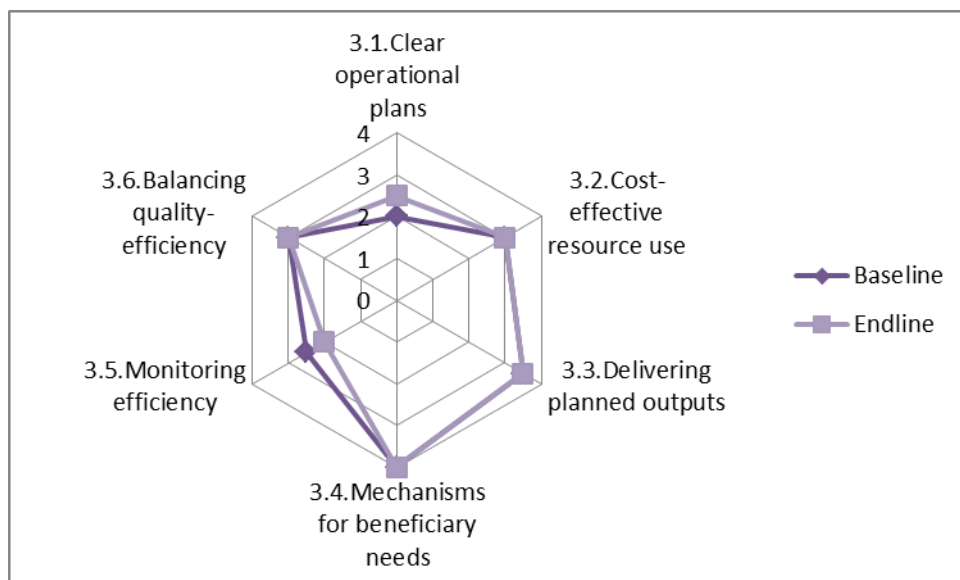 3.1.Clear
operational
plans
4
3
2
1
0
3.2.Cost-
effective
resource use
3.3.Delivering
planned outputs
3.4.Mechanisms
for beneficiary
needs
3.5.Monitoring
efficiency
3.6.Balancing
quality-
efficiency
Baseline
Endline